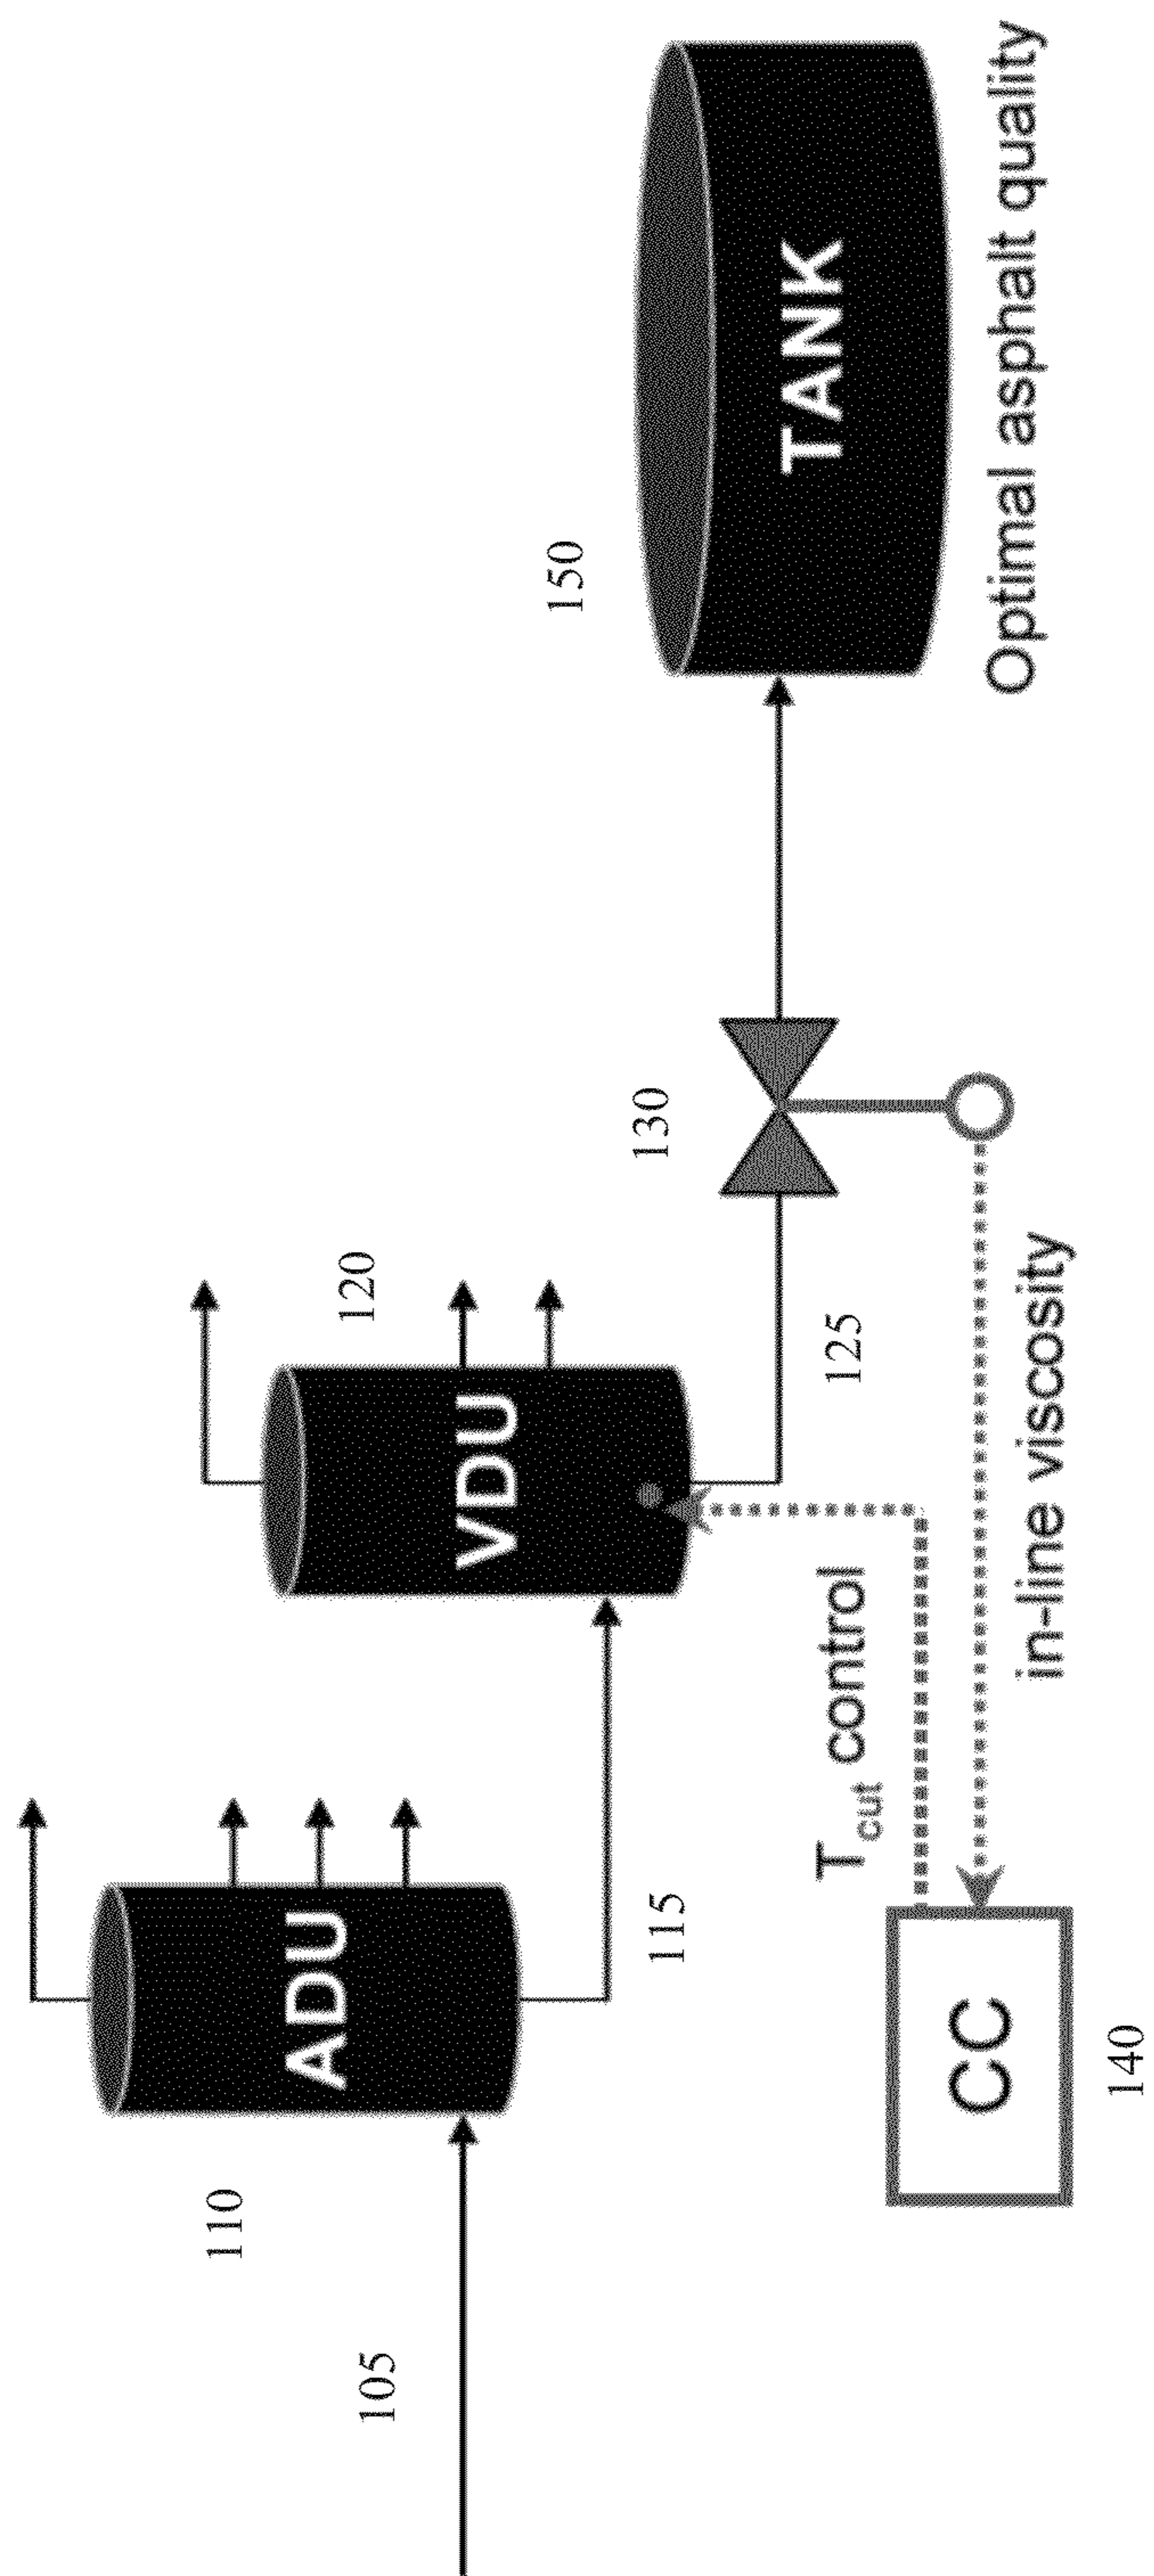 105
110
ADU
115
VDU
120
125
130
150
TANK
Optimal asphalt quality
T_cut control
in-line viscosity
CC
140